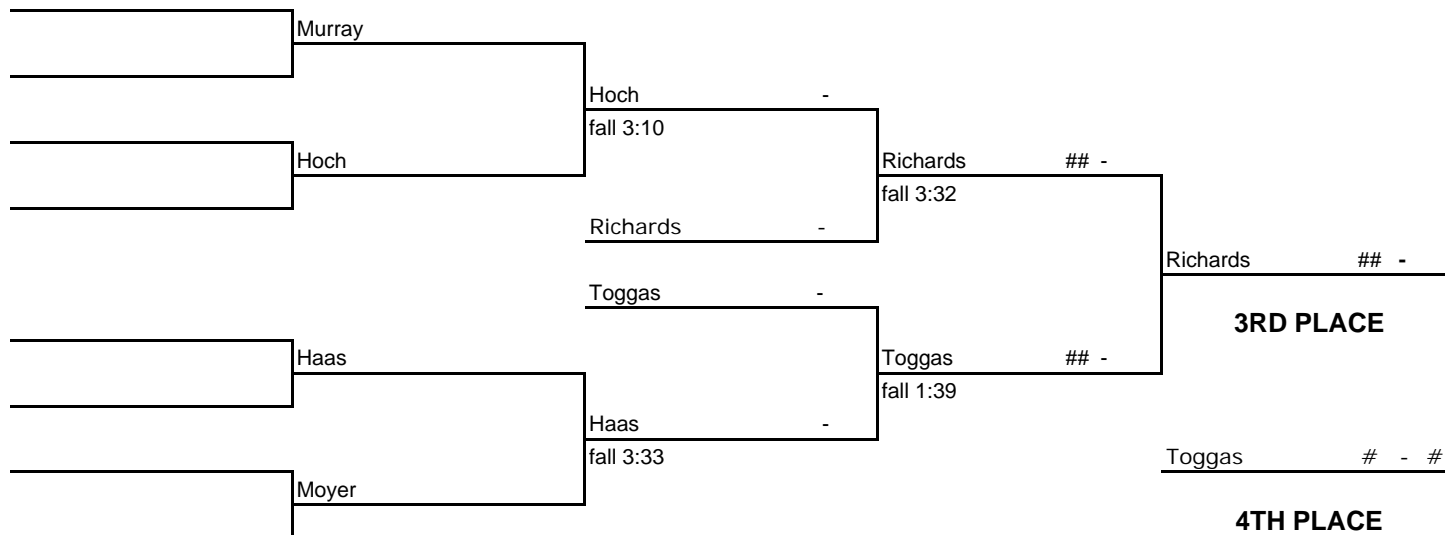 Murray
Hoch -
fall 3:10
Hoch
Richards ## -
fall 3:32
Richards -
Richards ## -
Toggas -
3RD PLACE
Haas
Toggas ## -
fall 1:39
Haas -
fall 3:33
Toggas # - #
Moyer
4TH PLACE